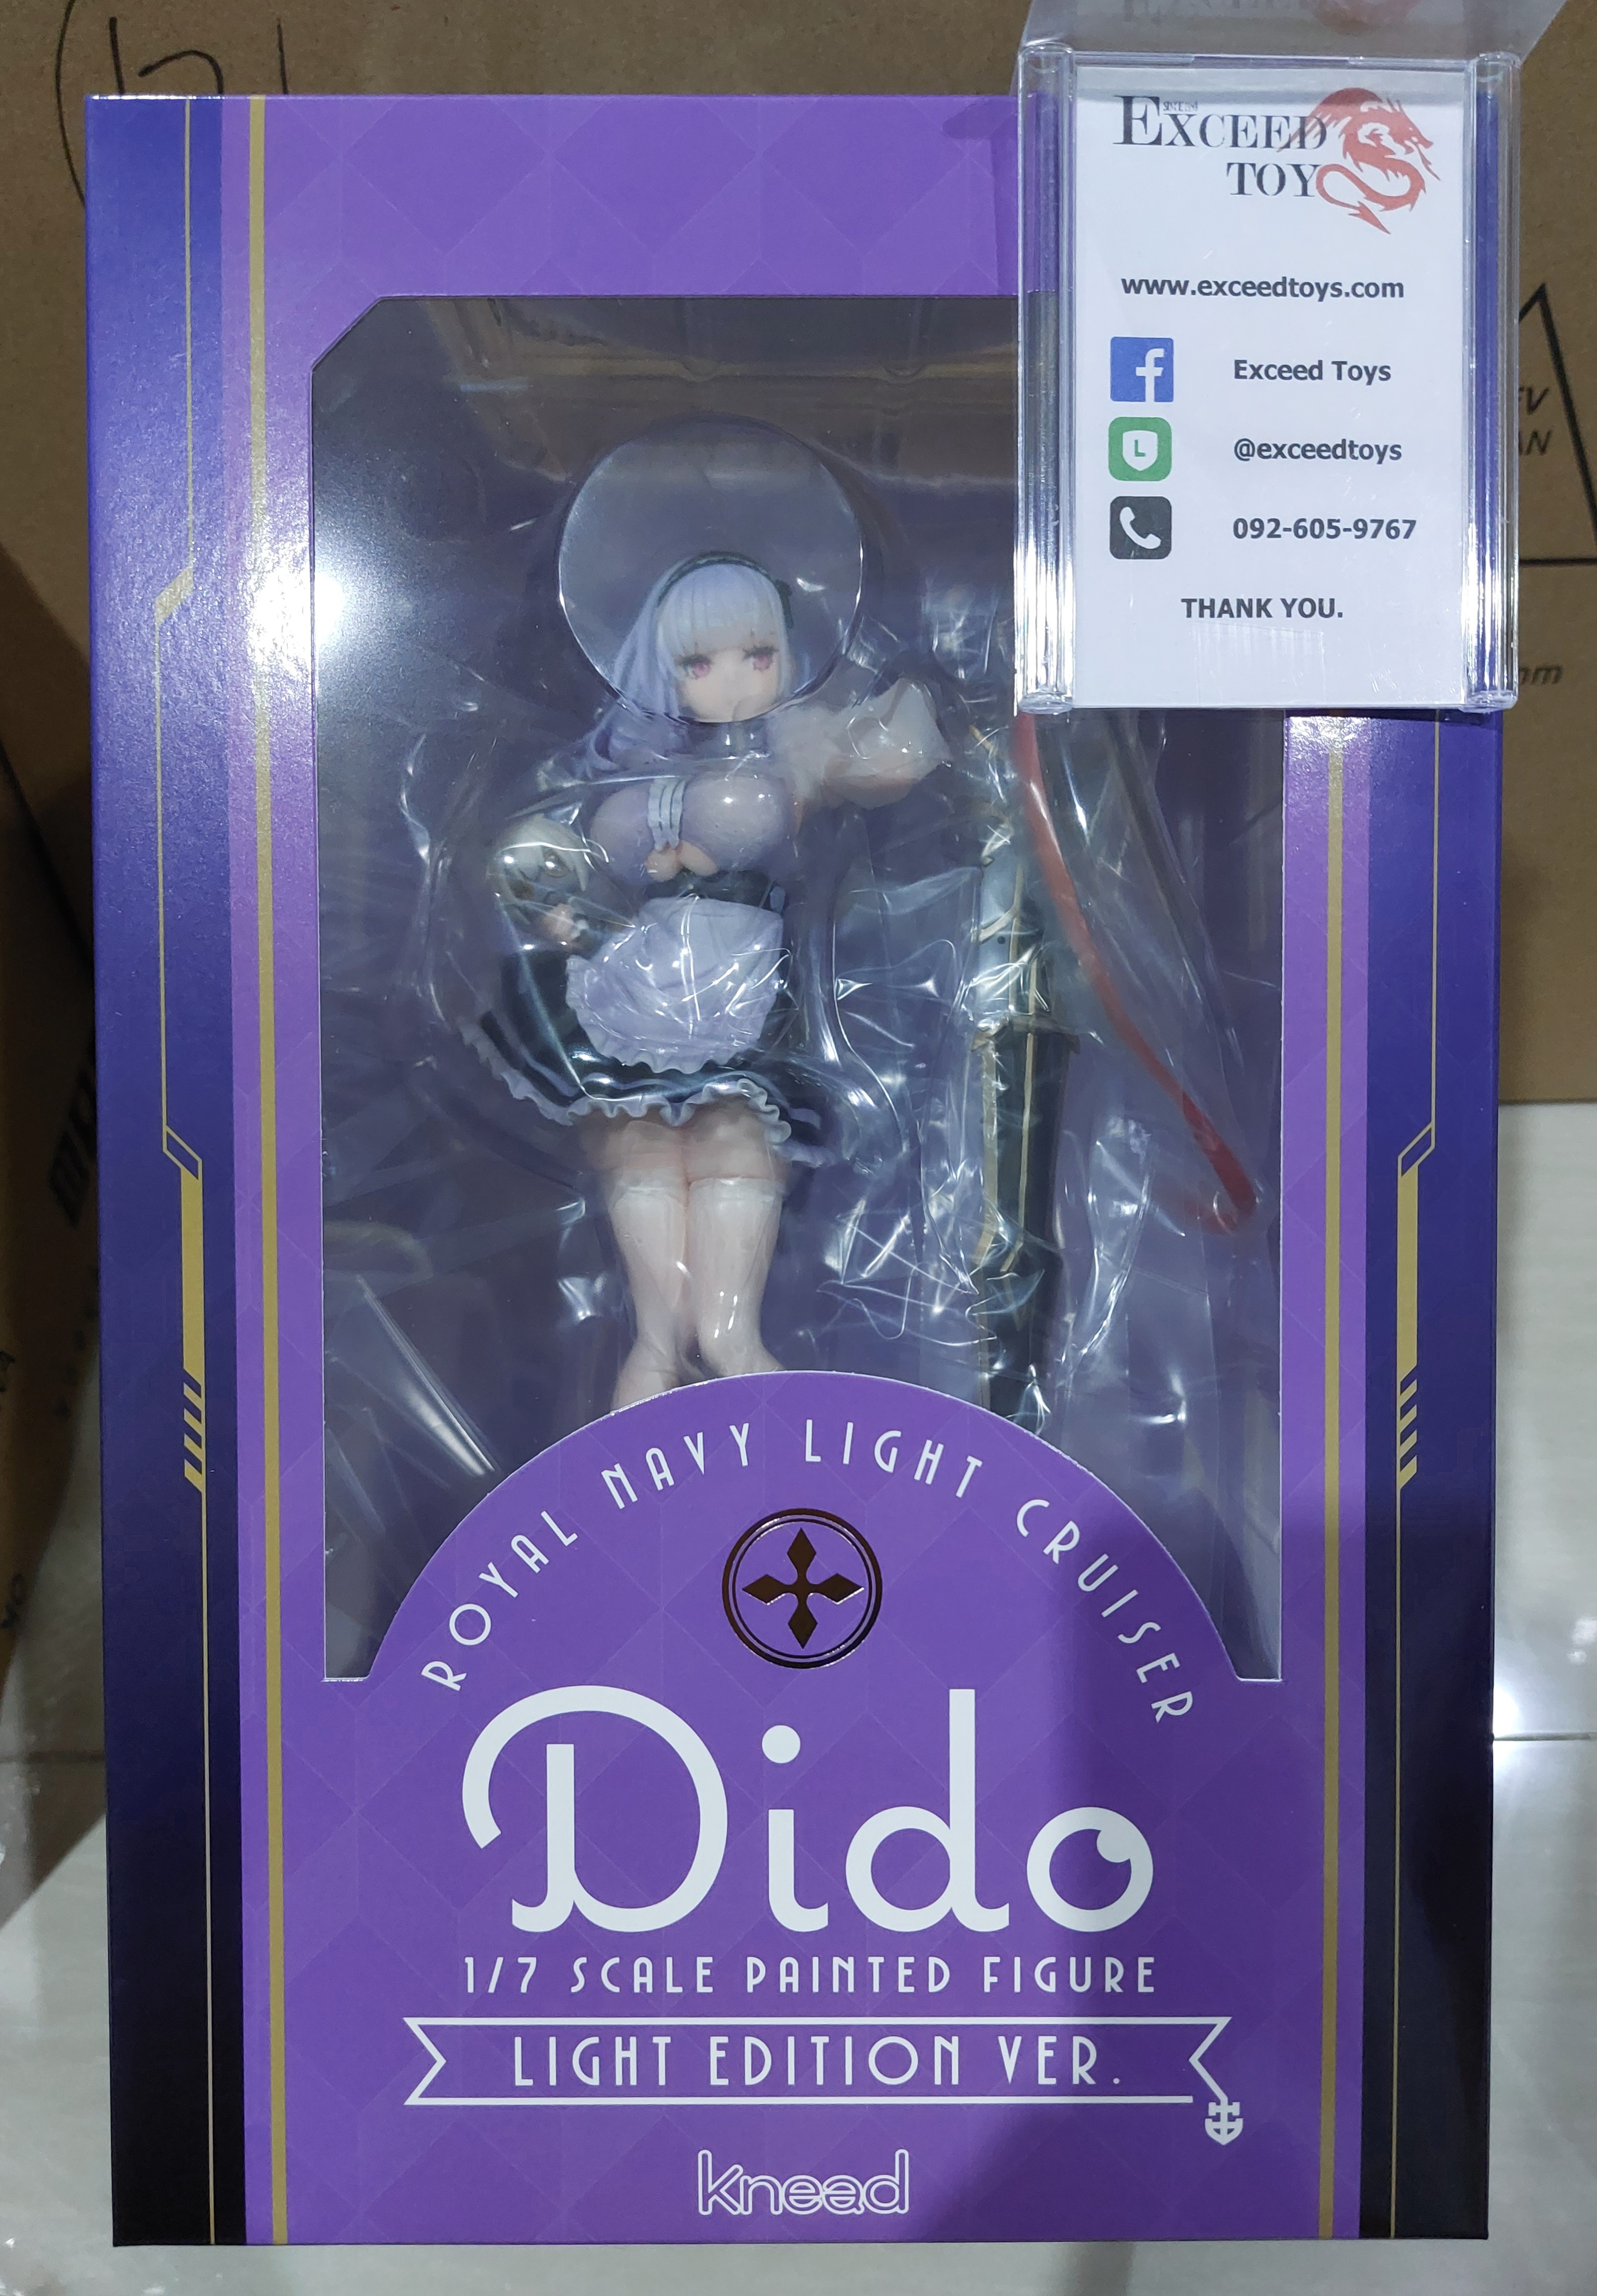 SINCE
EXCEED
TOY
www.exceedtoys.com
f
Exceed Toys
L
@exceedtoys
092-605-9767
THANK YOU.
ROYAL NAVY LIGHT CRUISER
Dido
1/7 SCALE PAINTED FIGURE
LIGHT EDITION VER.
knead